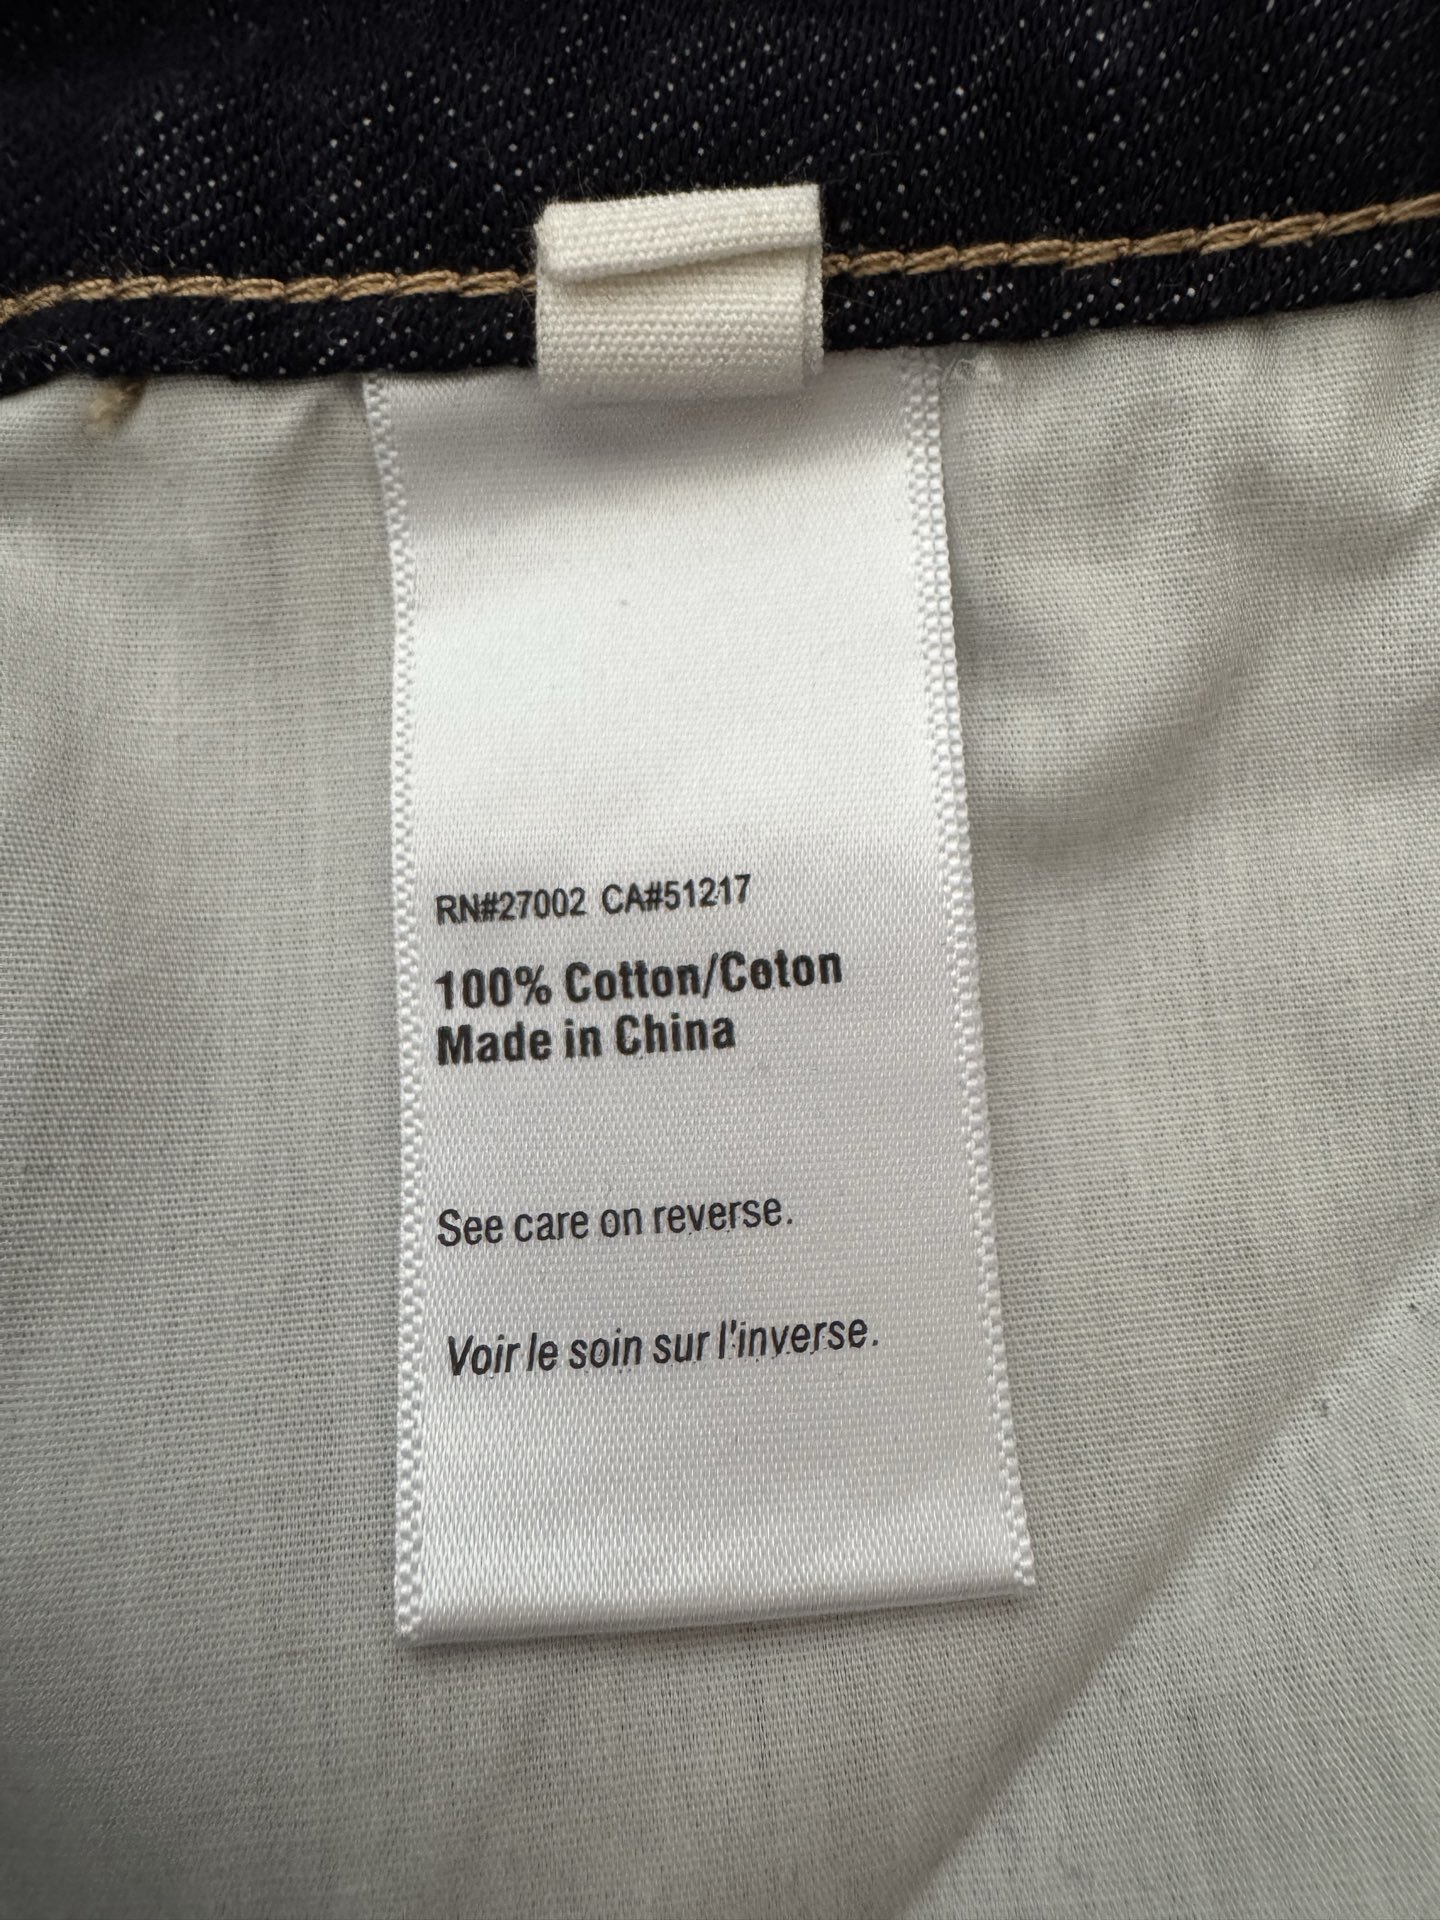 RN#27002 CA#51217
100% Cotton/Coton
Made in China
See care on reverse.
Voir le soin sur l'inverse.